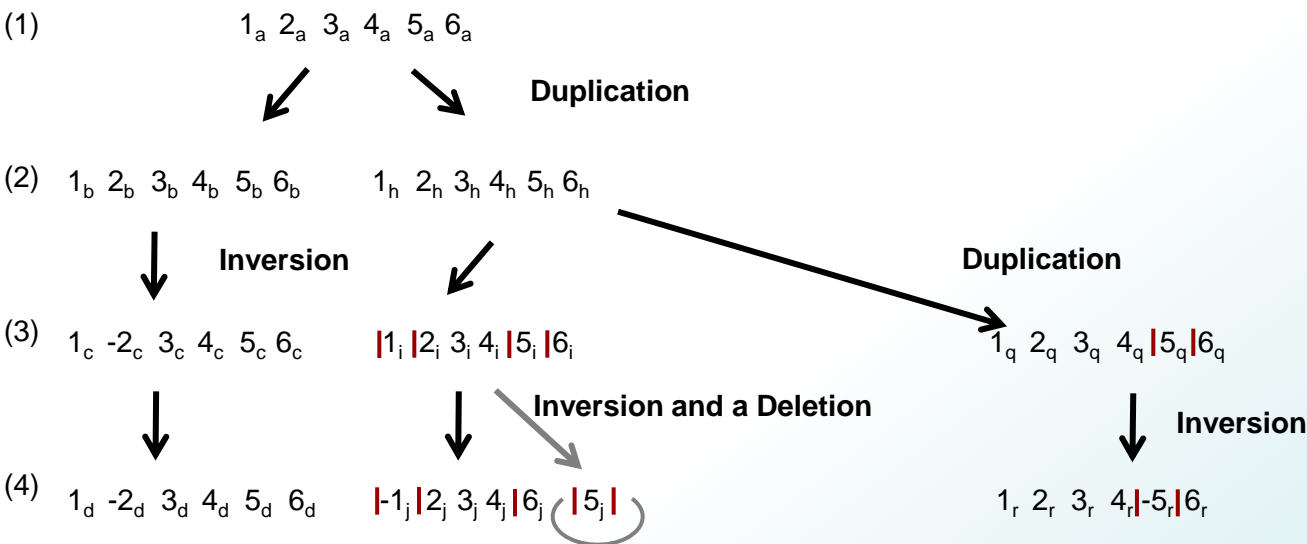 (1) 1a 2a 3a 4a 5a 6a
Duplication
(2) 1b 2b 3b 4b 5b 6b 1h 2h 3h 4h 5h 6h
Inversion Duplication
(3) 1c -2c 3c 4c 5c 6c |1i |2i 3i 4i |5i |6i 1q 2q 3q 4q |5q |6q
Inversion and a Deletion Inversion
(4) 1d -2d 3d 4d 5d 6d |-1j |2j 3j 4j |6j |5j | 1r 2r 3r 4r |-5r |6r